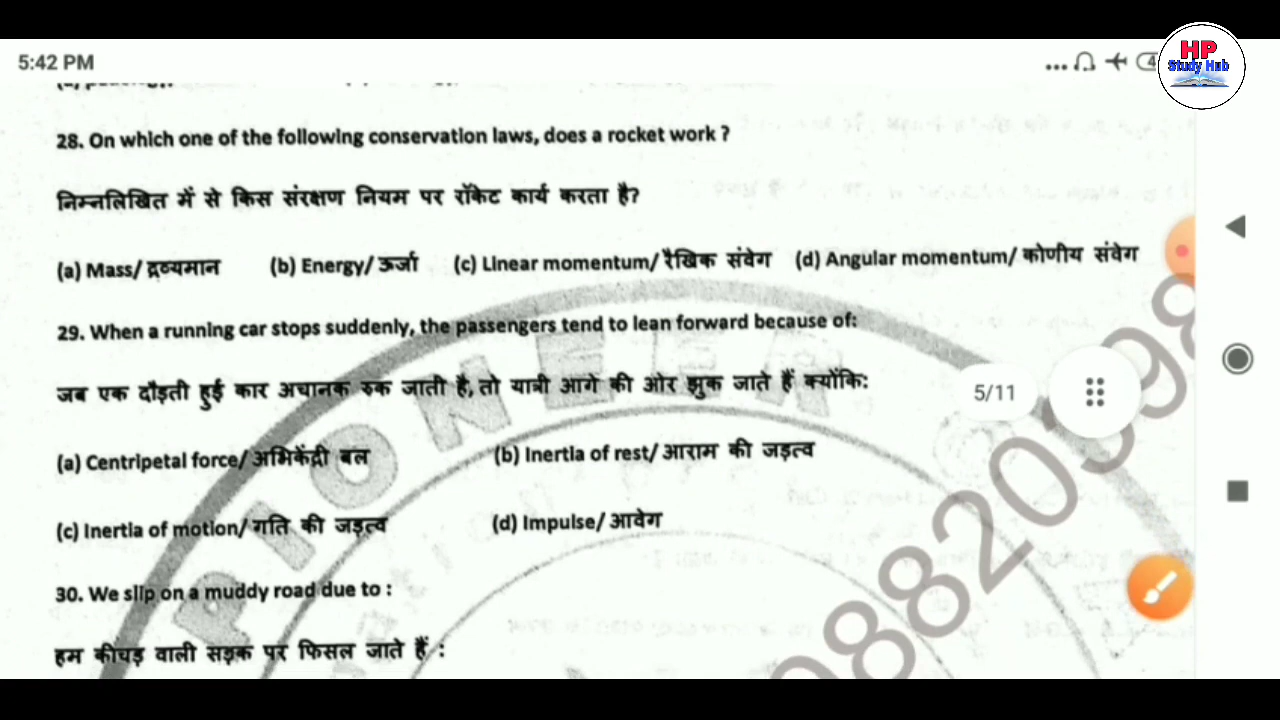 5:42 PM
HP
Study Hub
28. On which one of the following conservation laws, does a rocket work ?
निम्नलिखित में से किस संरक्षण नियम पर रॉकेट कार्य करता है?
(a) Mass/ द्रव्यमान (b) Energy/ ऊर्जा (c) Linear momentum/ रैखिक संवेग (d) Angular momentum/ कोणीय संवेग
29. When a running car stops suddenly, the passengers tend to lean forward because of:
जब एक दौड़ती हुई कार अचानक रुक जाती है, तो यात्री आगे की ओर झुक जाते हैं क्योंकि:
5/11
(a) Centripetal force/ अभिकेंद्री बल (b) Inertia of rest/ आराम की जड़त्व
(c) Inertia of motion/ गति की जड़त्व (d) Impulse/ आवेग
30. We slip on a muddy road due to :
हम कीचड़ वाली सड़क पर फिसल जाते हैं :
PIONEER